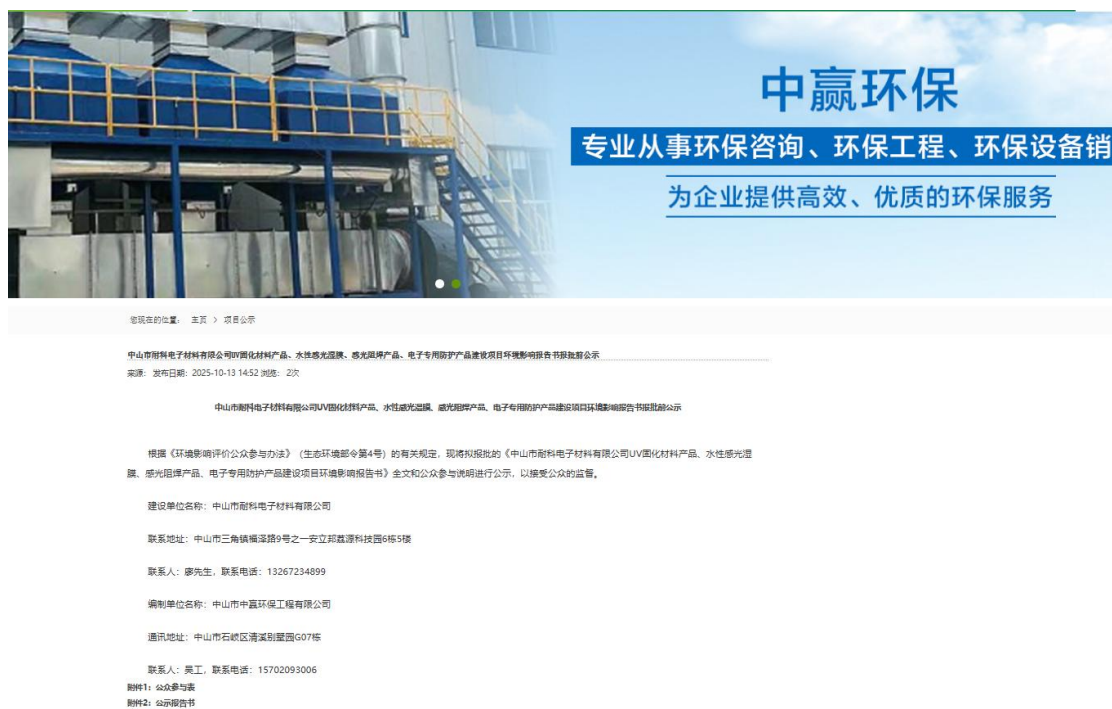 中赢环保
专业从事环保咨询、环保工程、环保设备销
为企业提供高效、优质的环保服务
您现在的位置： 主页 > 项目公示
中山市耐科电子材料有限公司UV固化材料产品、水性感光湿膜、感光阻焊产品、电子专用防护产品建设项目环境影响报告书报批前公示
来源： 发布日期：2025-10-13 14:52 浏览： 2次
中山市耐科电子材料有限公司UV固化材料产品、水性感光湿膜、感光阻焊产品、电子专用防护产品建设项目环境影响报告书报批前公示
根据《环境影响评价公众参与办法》（生态环境部令第4号）的有关规定，现将拟报批的《中山市耐科电子材料有限公司UV固化材料产品、水性感光湿
膜、感光阻焊产品、电子专用防护产品建设项目环境影响报告书》全文和公众参与说明进行公示，以接受公众的监督。
建设单位名称：中山市耐科电子材料有限公司
联系地址：中山市三角镇福泽路9号之一安立邦荔源科技园6栋5楼
联系人：廖先生，联系电话：13267234899
编制单位名称：中山市中赢环保工程有限公司
通讯地址：中山市石岐区清溪别墅园G07栋
联系人：吴工，联系电话：15702093006
附件1：公众参与表
附件2：公示报告书